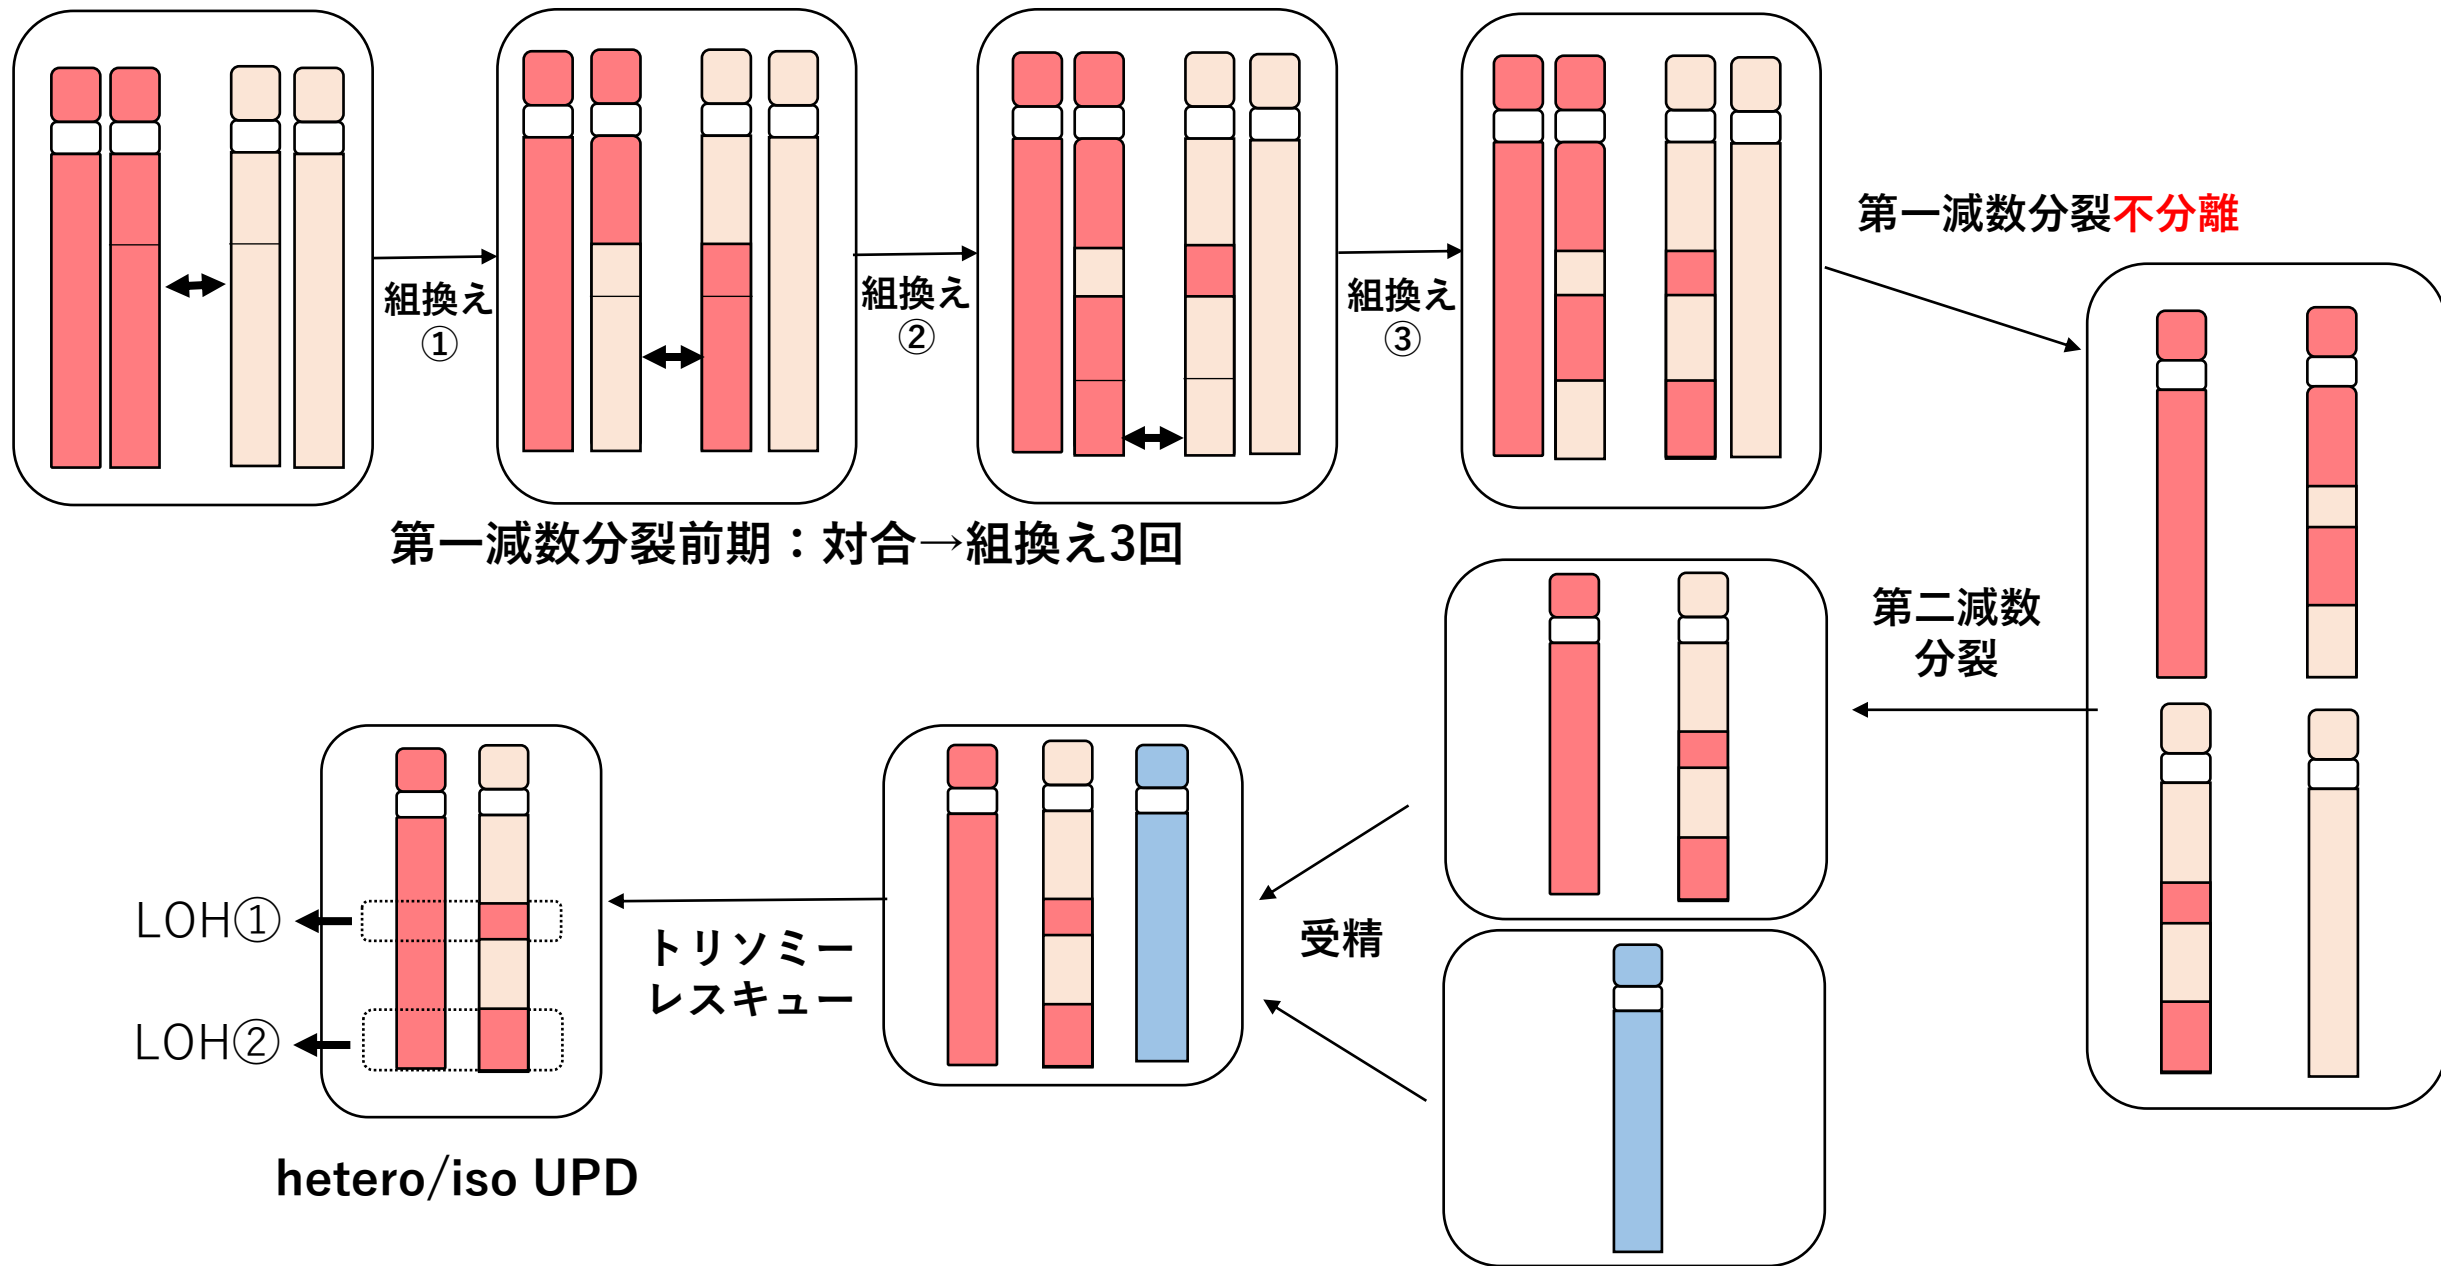 組換え
①
組換え
②
組換え
③
第一減数分裂不分離
第一減数分裂前期：対合→組換え3回
第二減数
分裂
受精
トリソミー
レスキュー
LOH①
LOH②
hetero/iso UPD